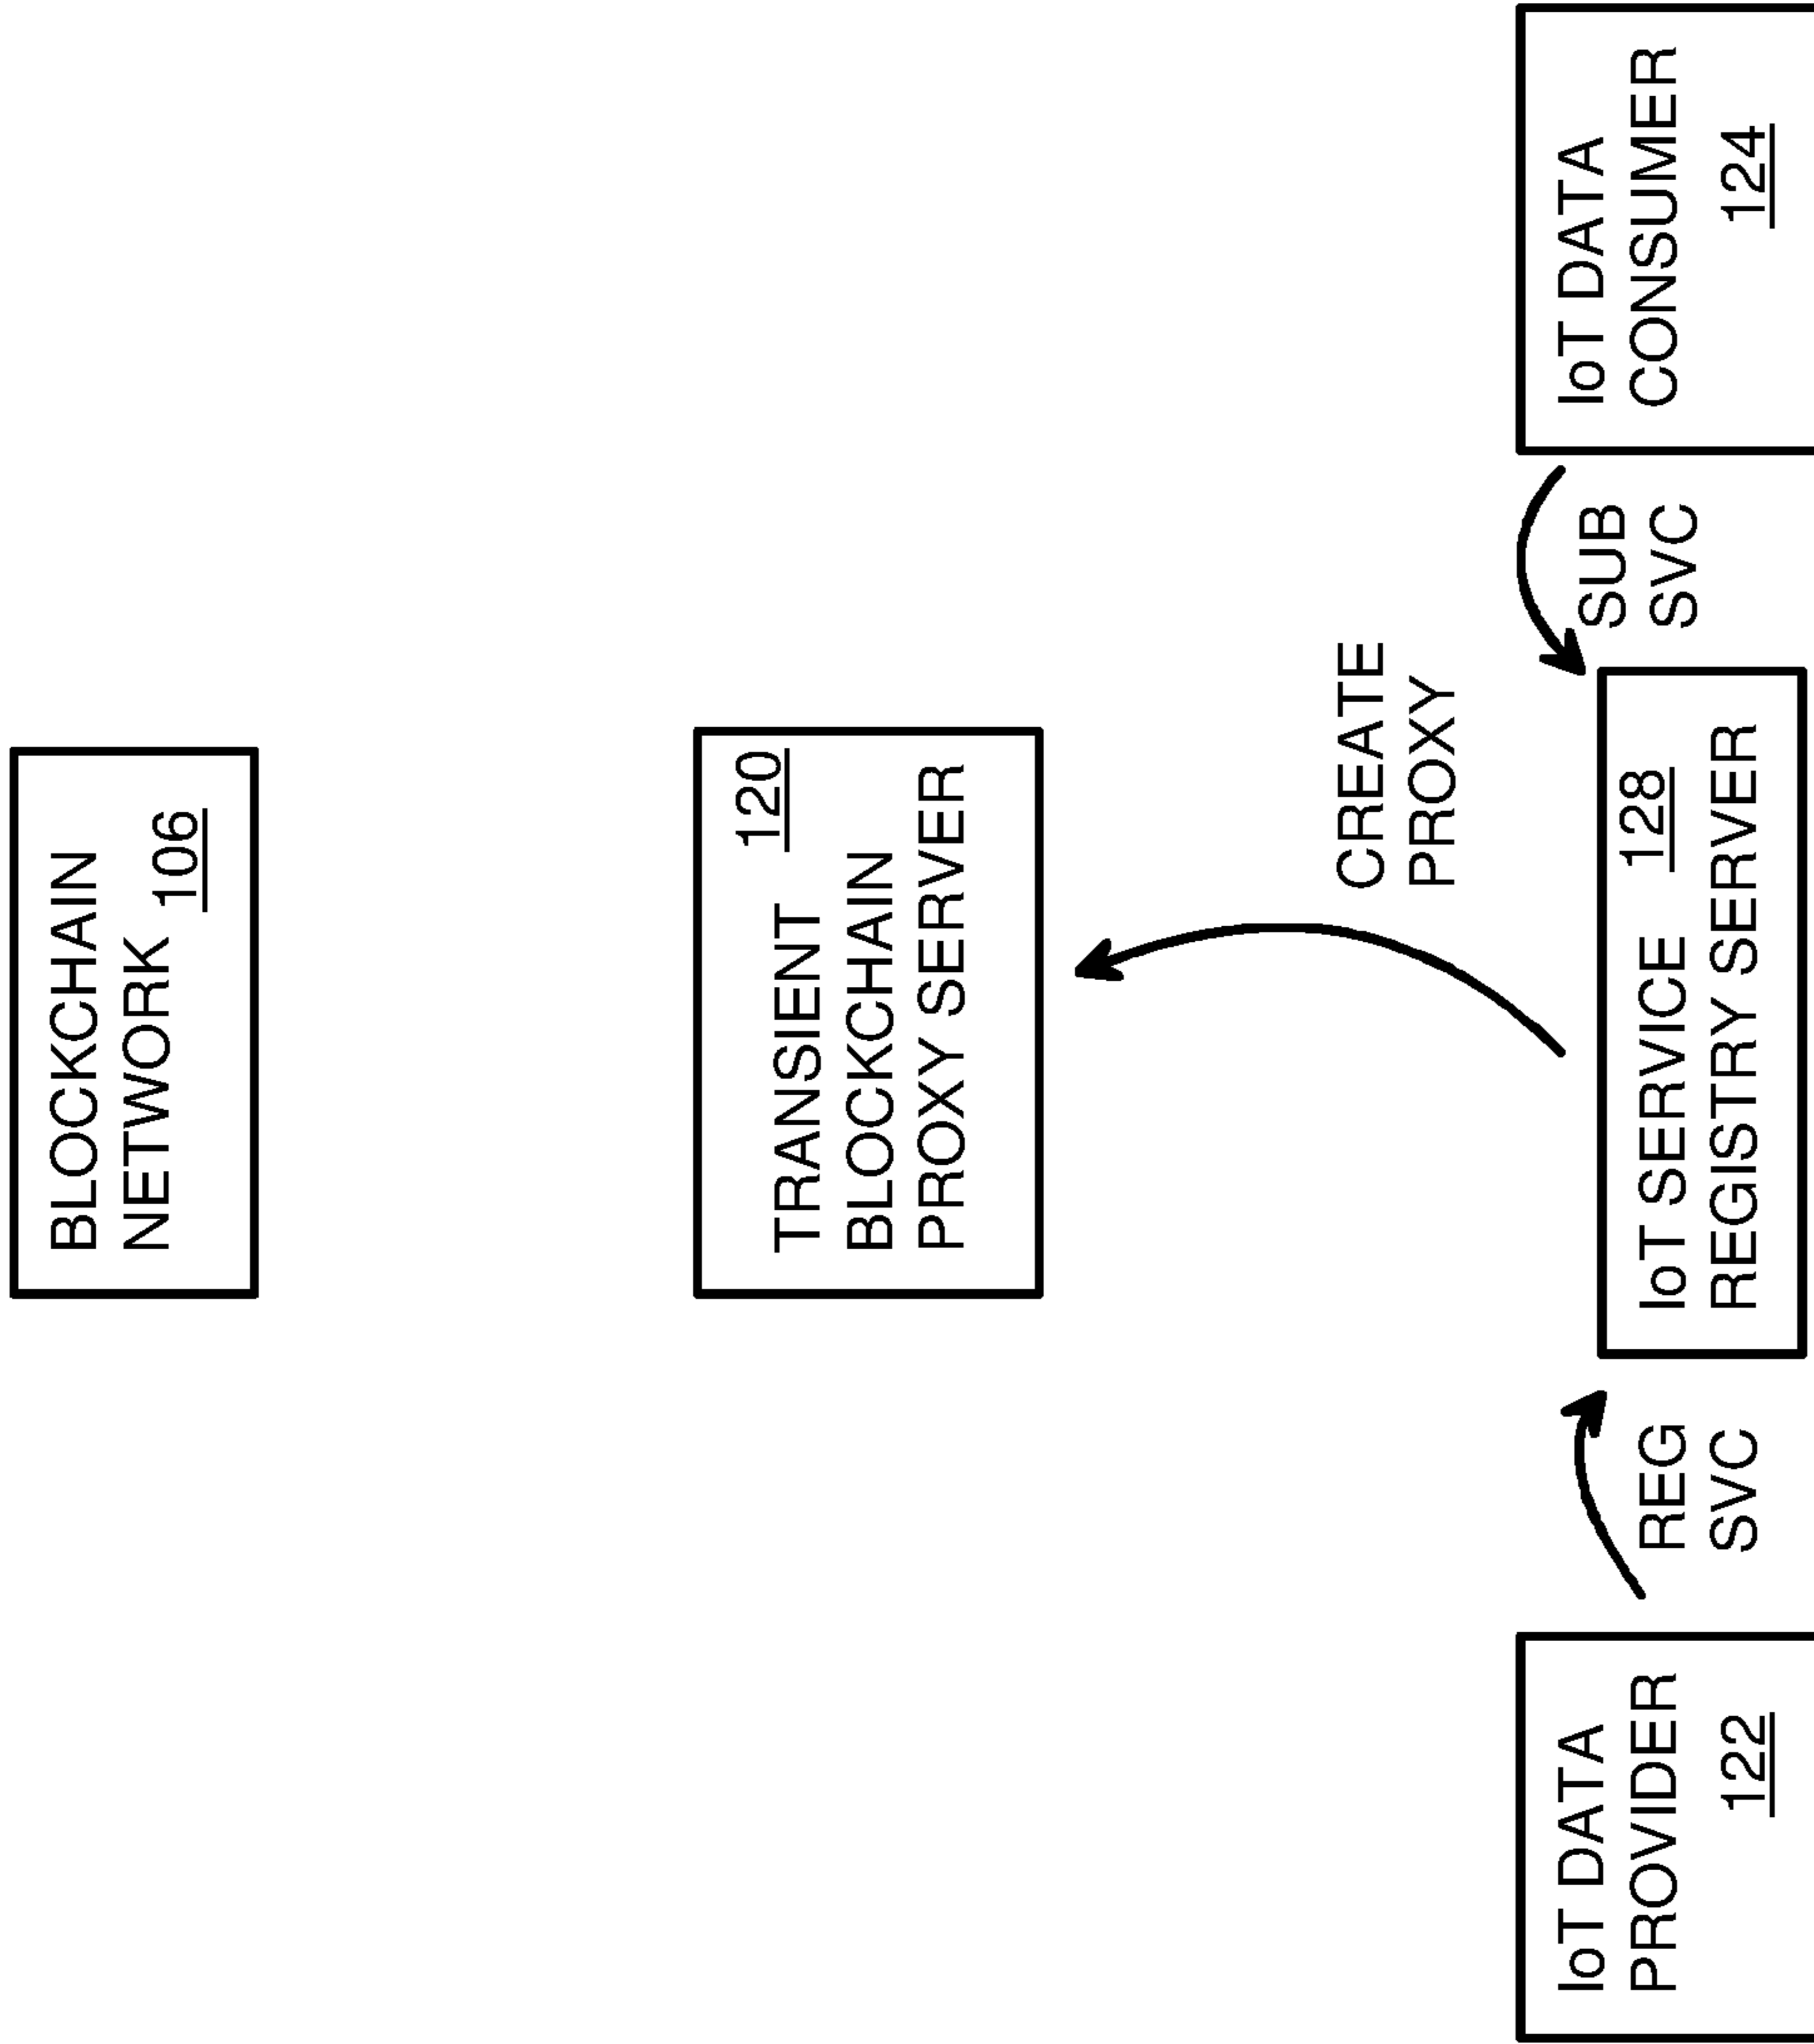 BLOCKCHAIN
NETWORK 106
120
TRANSIENT
BLOCKCHAIN
PROXY SERVER
CREATE
PROXY
IoT DATA
PROVIDER
122
REG
SVC
IoT SERVICE 128
REGISTRY SERVER
SUB
SVC
IoT DATA
CONSUMER
124